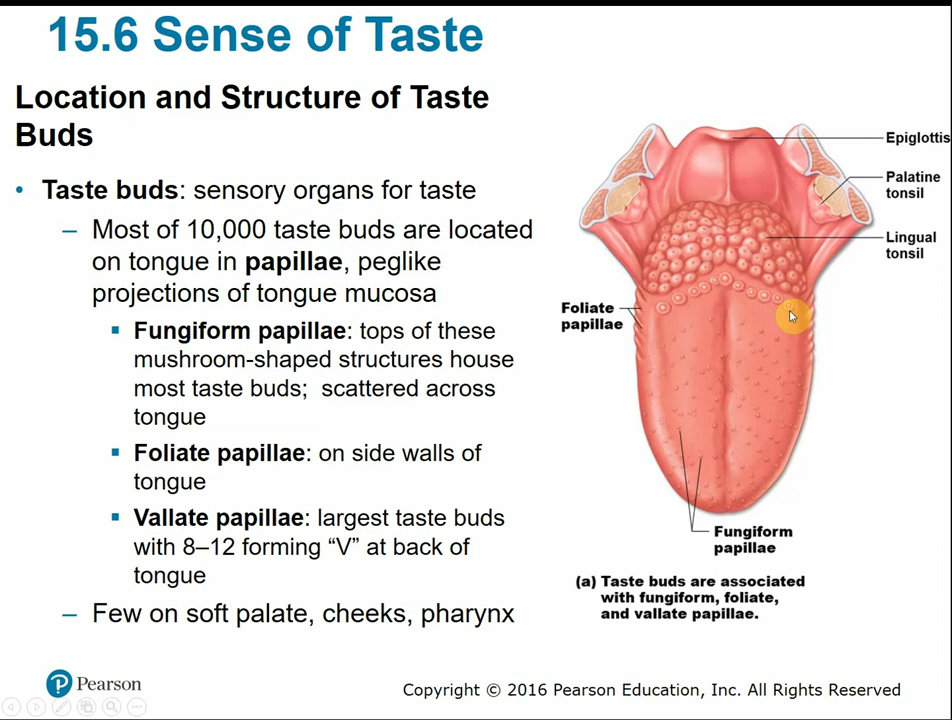 15.6 Sense of Taste
Location and Structure of Taste
Buds
• Taste buds: sensory organs for taste
– Most of 10,000 taste buds are located
on tongue in papillae, peglike
projections of tongue mucosa
▪ Fungiform papillae: tops of these
mushroom-shaped structures house
most taste buds; scattered across
tongue
▪ Foliate papillae: on side walls of
tongue
▪ Vallate papillae: largest taste buds
with 8–12 forming “V” at back of
tongue
– Few on soft palate, cheeks, pharynx
Epiglottis
Palatine
tonsil
Lingual
tonsil
Foliate
papillae
Fungiform
papillae
(a) Taste buds are associated
with fungiform, foliate,
and vallate papillae.
P Pearson
Copyright © 2016 Pearson Education, Inc. All Rights Reserved